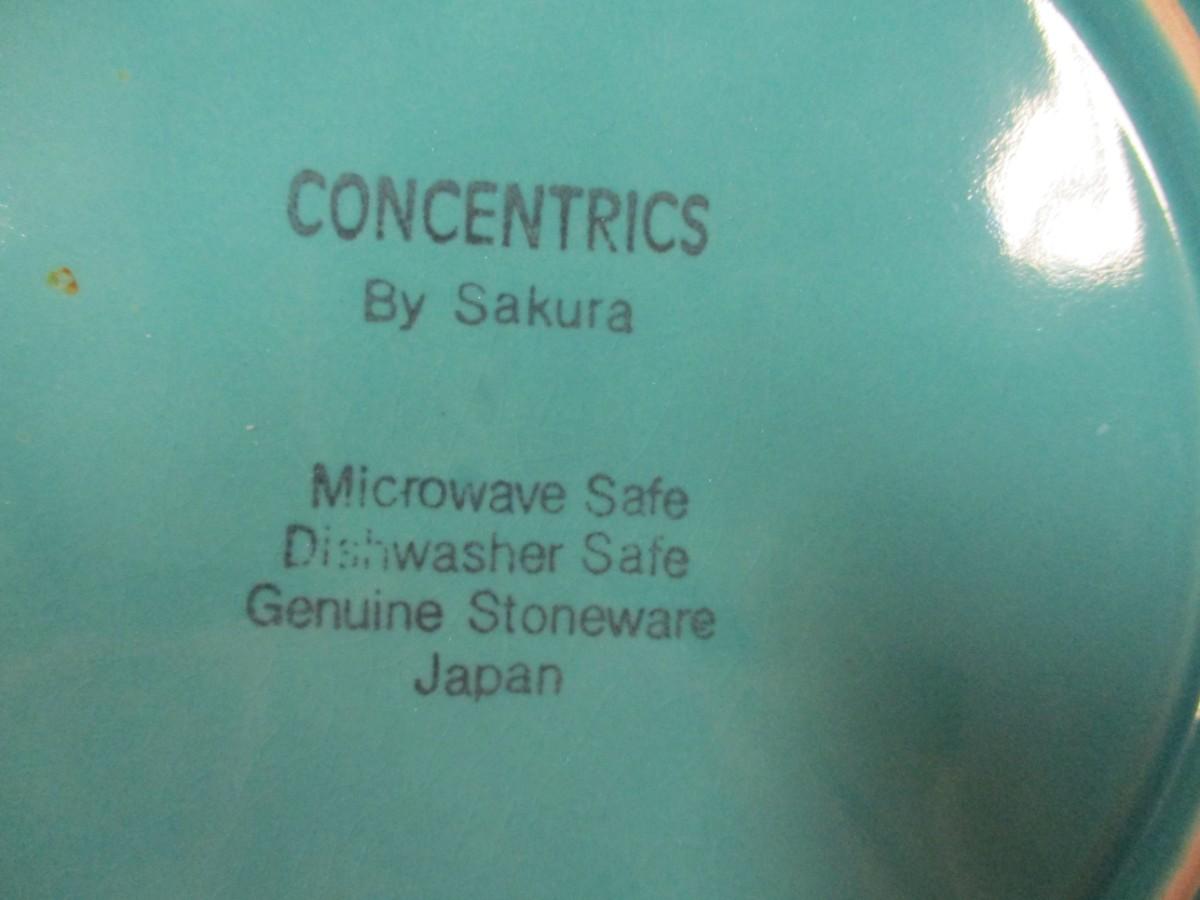 CONCENTRICS
By Sakura
Microwave Safe
Dishwasher Safe
Genuine Stoneware
Japan